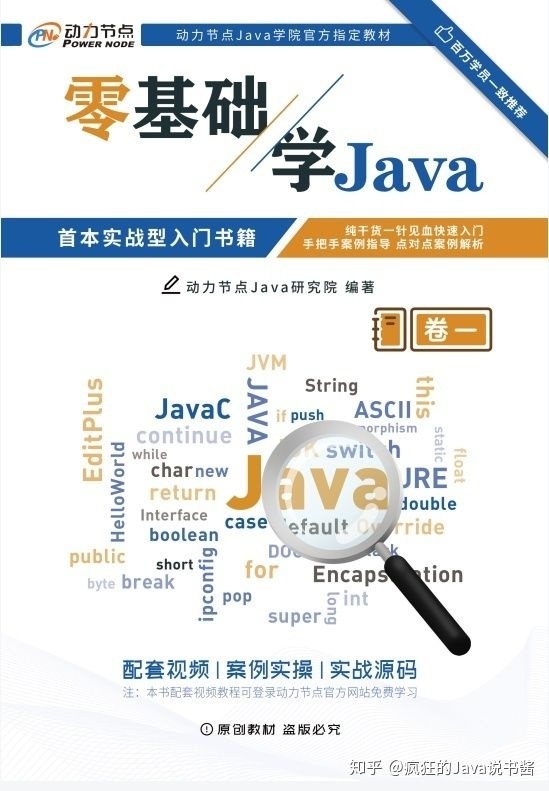 动力节点
POWER NODE
动力节点Java学院官方指定教材
百万学员一致推荐
零基础
学Java
首本实战型入门书籍
纯干货一针见血快速入门
手把手案例指导 点对点案例解析
动力节点Java研究院 编著
卷一
JVM
EditPlus
JavaC
JAVA
String
this
if
push
ASCII
continue
morphism
static
while
switch
float
HelloWorld
char
new
return
Java
URE
double
Interface
case
default
Override
boolean
public
short
ipconfig
for
Encaps
tion
byte
break
pop
long
int
super
配套视频 | 案例实操 | 实战源码
注:本书配套视频教程可登录动力节点官方网站免费学习
原创教材 盗版必究
知乎 @疯狂的Java说书酱